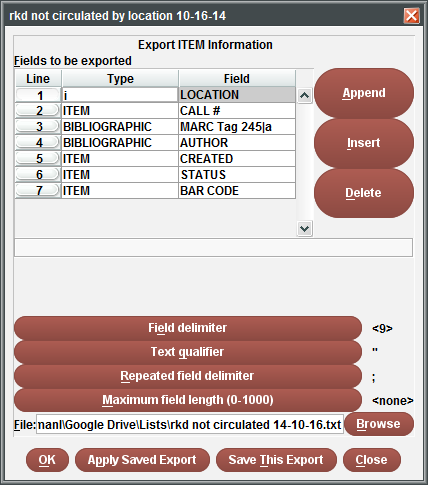 rkd not circulated by location 10-16-14
Export ITEM Information
Fields to be exported
Line Type Field
1 i LOCATION
2 ITEM CALL #
3 BIBLIOGRAPHIC MARC Tag 245|a
4 BIBLIOGRAPHIC AUTHOR
5 ITEM CREATED
6 ITEM STATUS
7 ITEM BAR CODE
Append
Insert
Delete
Field delimiter <9>
Text qualifier "
Repeated field delimiter ;
Maximum field length (0-1000) <none>
File: nanl\Google Drive\Lists\rkd not circulated 14-10-16.txt Browse
OK Apply Saved Export Save This Export Close